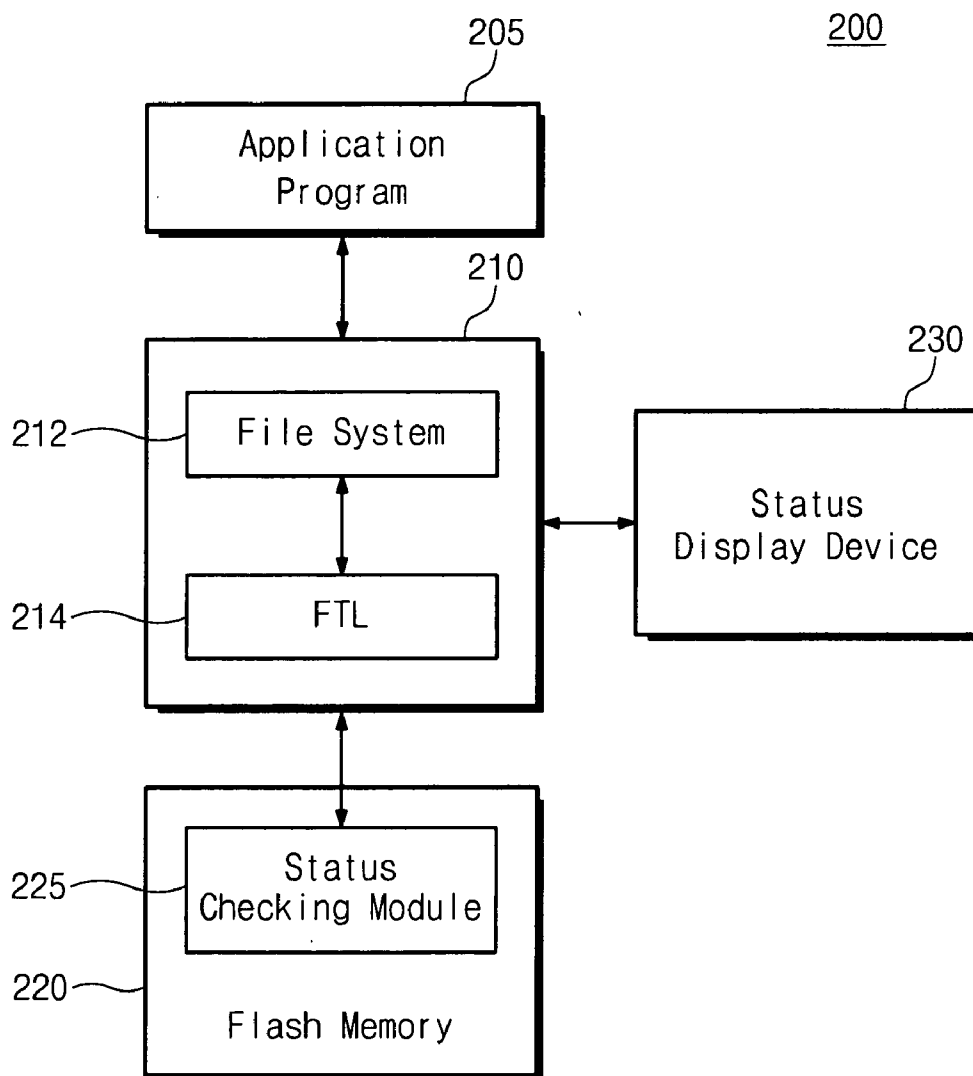 200
205
Application
Program
210
230
212
File System
Status
Display Device
214
FTL
Status
225
Checking Module
220
Flash Memory